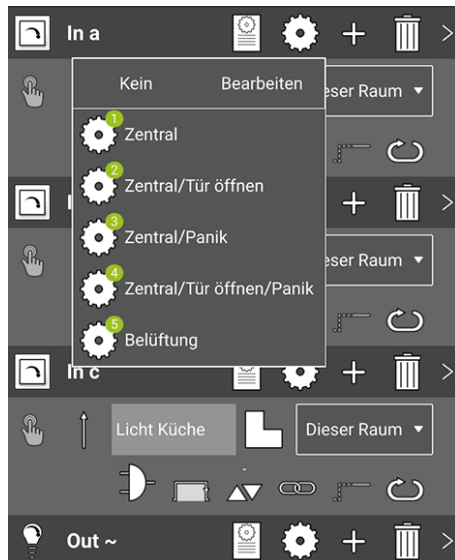 In a
Kein Bearbeiten
eser Raum
1
Zentral
2
Zentral/Tür öffnen
3
Zentral/Panik
eser Raum
4
Zentral/Tür öffnen/Panik
5
Belüftung
In c
Licht Küche Dieser Raum
Out ~